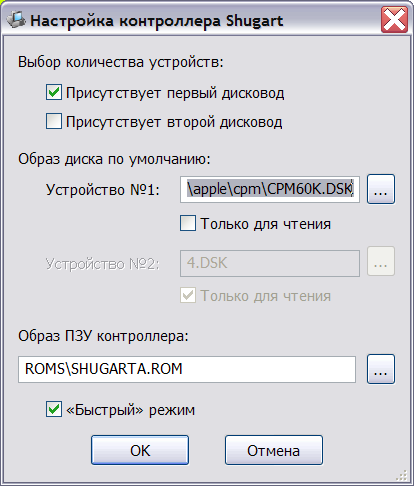 Настройка контроллера Shugart
Выбор количества устройств:
Присутствует первый дисковод
Присутствует второй дисковод
Образ диска по умолчанию:
Устройство №1: \apple\cpm\CPM60K.DSK ...
Только для чтения
Устройство №2: 4.DSK ...
Только для чтения
Образ ПЗУ контроллера:
ROMS\SHUGARTA.ROM ...
«Быстрый» режим
OK Отмена